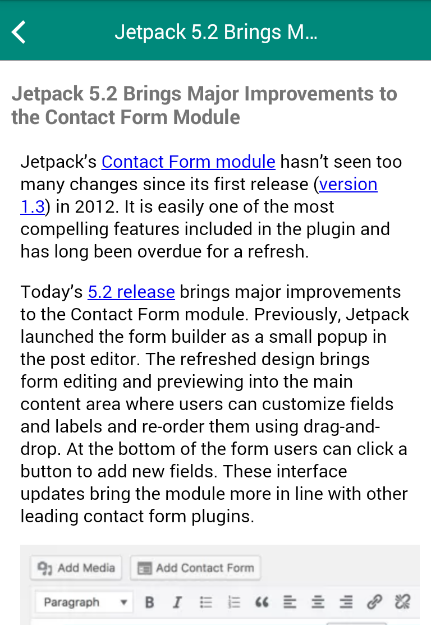 Jetpack 5.2 Brings M...
Jetpack 5.2 Brings Major Improvements to
the Contact Form Module
Jetpack's Contact Form module hasn't seen too
many changes since its first release (version
1.3) in 2012. It is easily one of the most
compelling features included in the plugin and
has long been overdue for a refresh.
Today's 5.2 release brings major improvements
to the Contact Form module. Previously, Jetpack
launched the form builder as a small popup in
the post editor. The refreshed design brings
form editing and previewing into the main
content area where users can customize fields
and labels and re-order them using drag-and-
drop. At the bottom of the form users can click a
button to add new fields. These interface
updates bring the module more in line with other
leading contact form plugins.
Add Media Add Contact Form
Paragraph B I